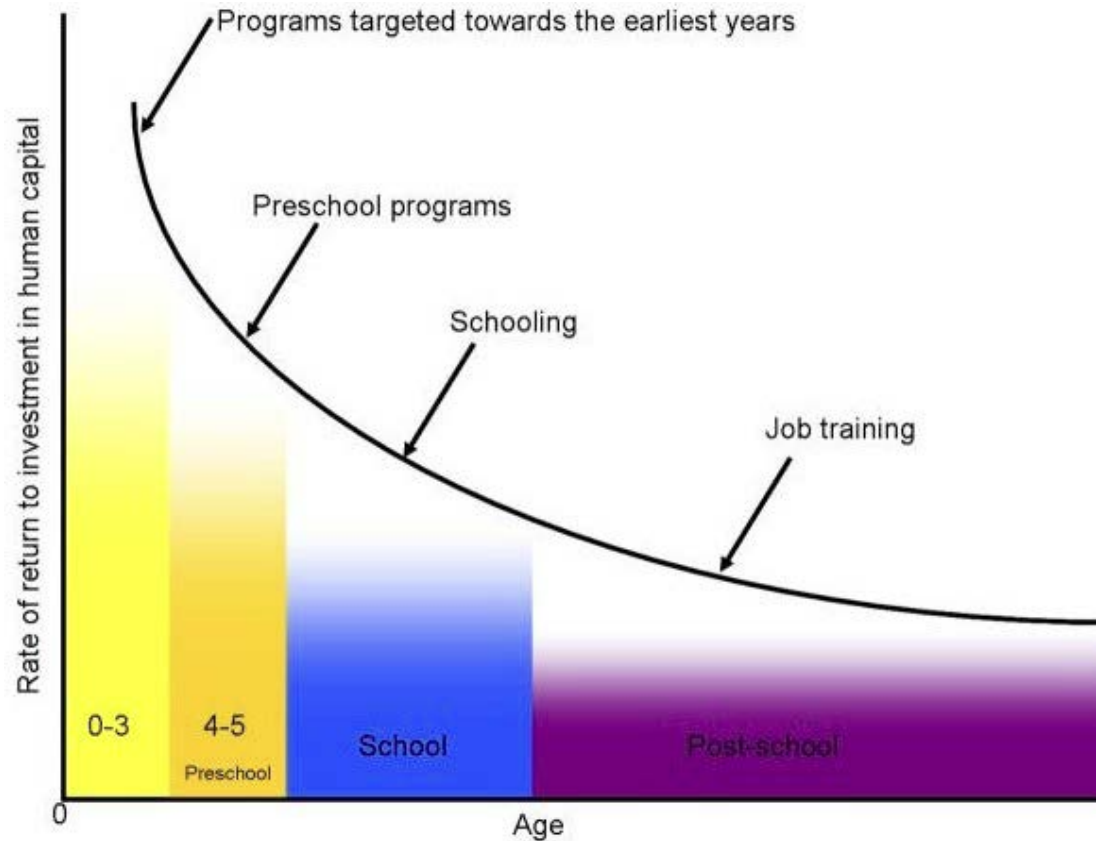 Programs targeted towards the earliest years
Preschool programs
Schooling
Job training
Rate of return to investment in human capital
0-3
4-5
Preschool
School
Post-school
0
Age